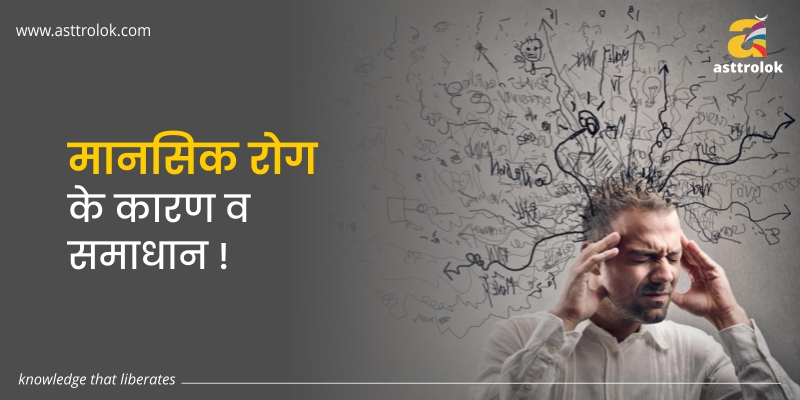 www.asttrolok.com
asttrolok
मानसिक रोग
के कारण व
समाधान !
knowledge that liberates